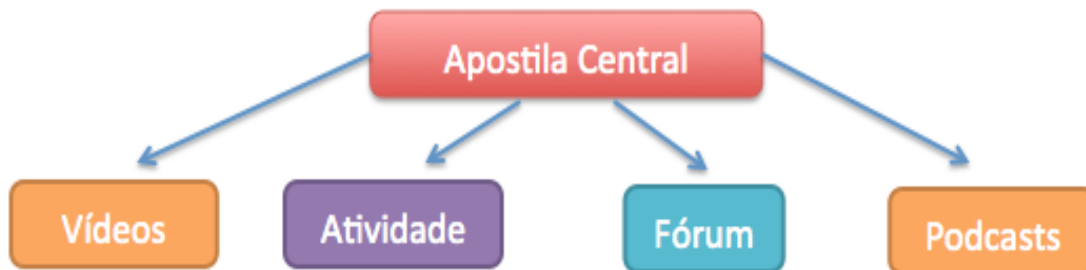 Apostila Central
Vídeos
Atividade
Fórum
Podcasts